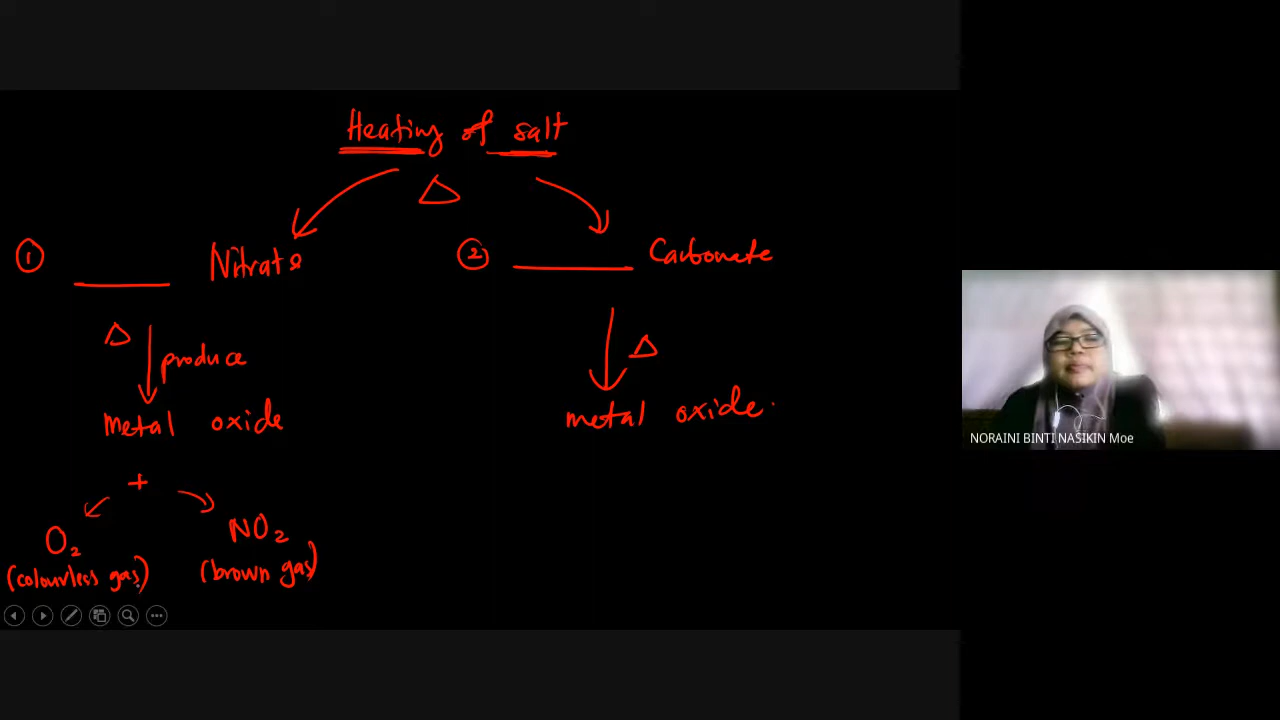 Heating of salt
△
① ______ Nitrate
② ______ Carbonate
△
produce
△
metal oxide
metal oxide.
+
O₂
NO₂
(colourless gas)
(brown gas)
NORAINI BINTI NASIKIN Moe